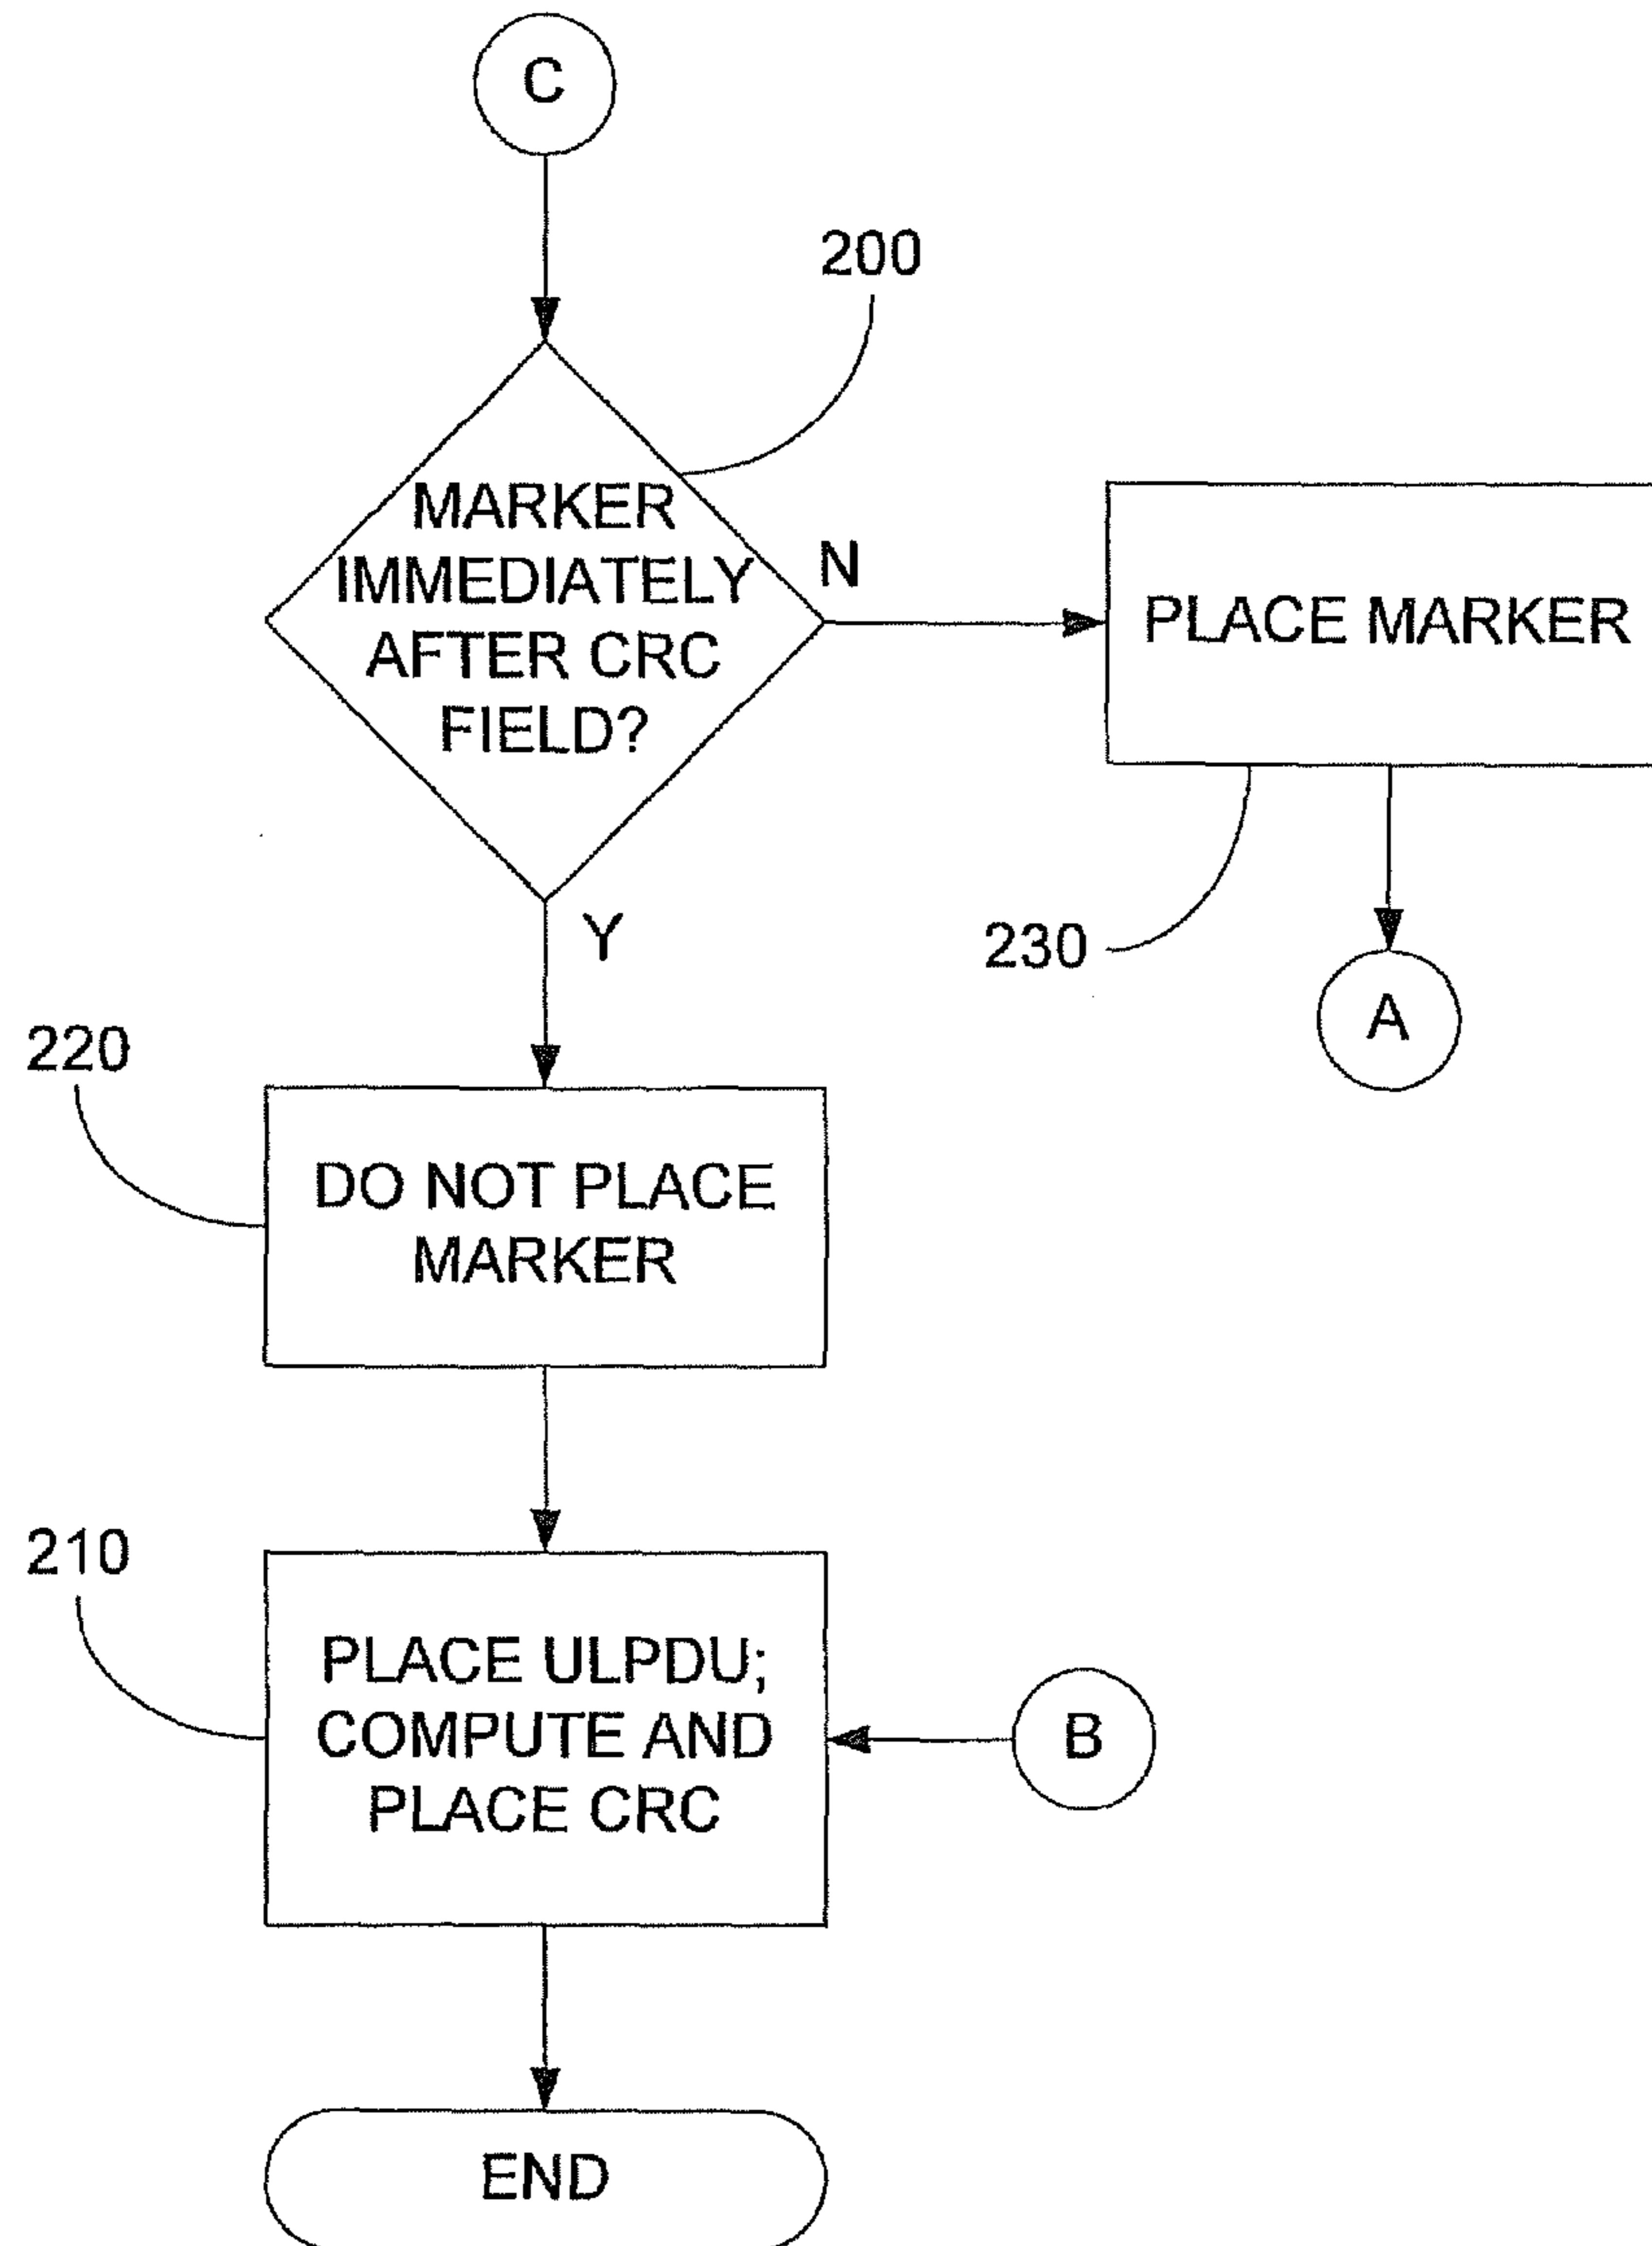 C
200
MARKER
IMMEDIATELY
AFTER CRC
FIELD?
N
PLACE MARKER
230
A
Y
220
DO NOT PLACE
MARKER
210
PLACE ULPDU;
COMPUTE AND
PLACE CRC
B
END